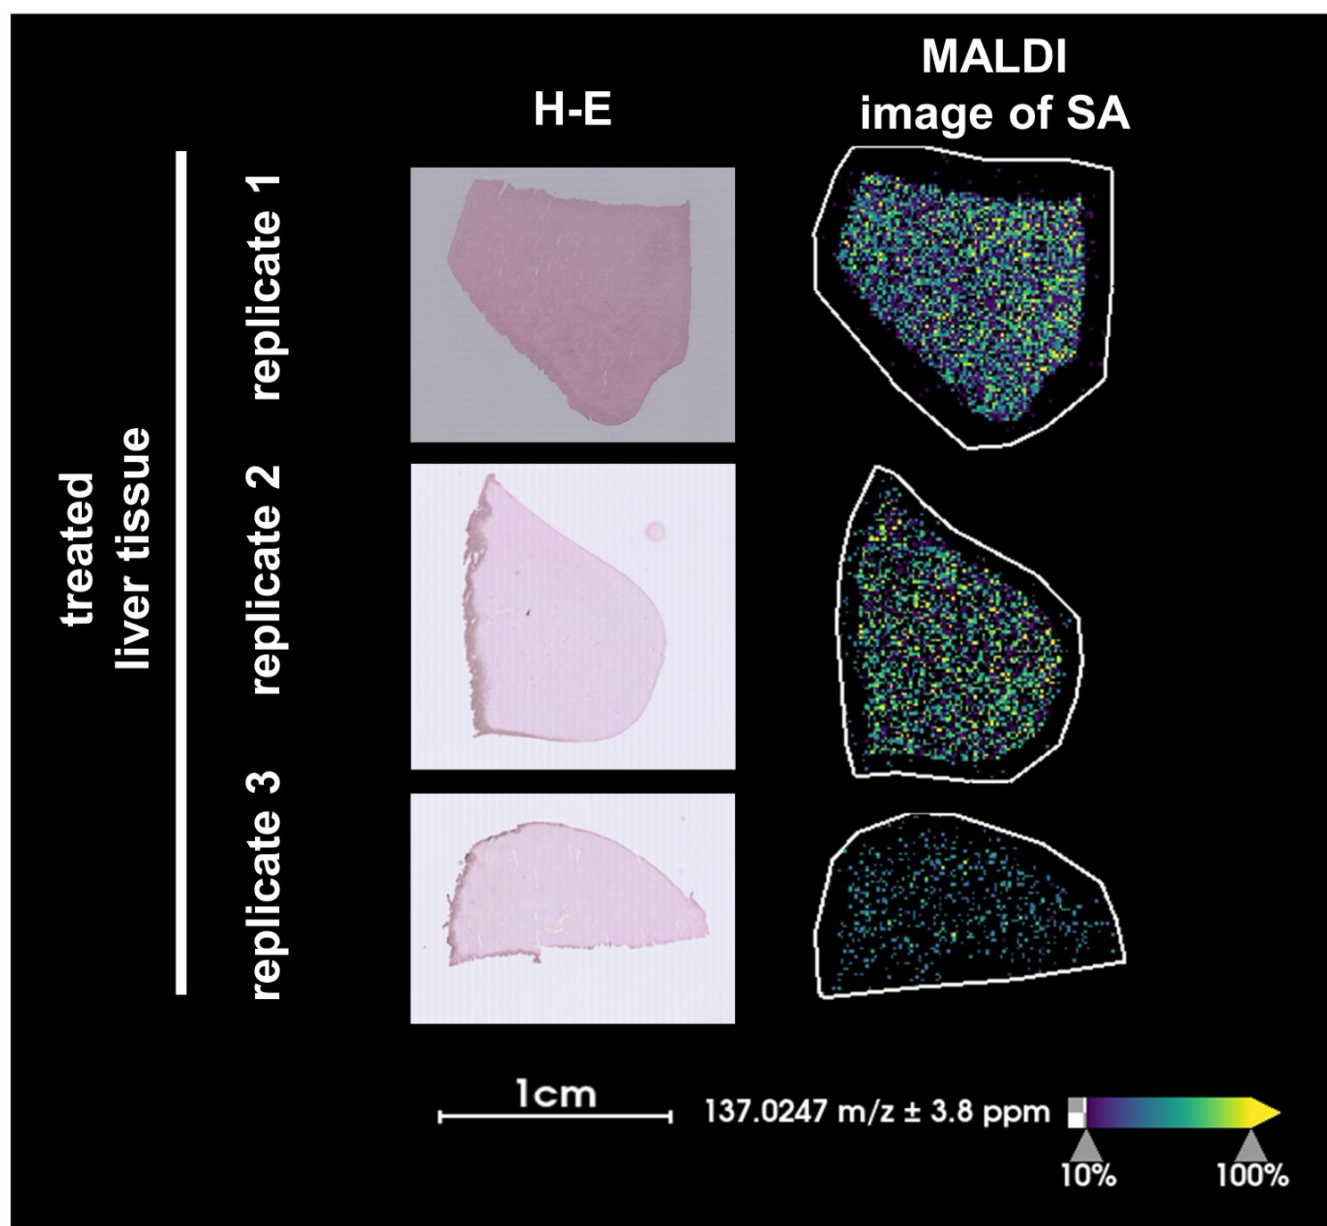 MALDI
image of SA
H-E
treated
liver tissue
replicate 1
replicate 2
replicate 3
1cm
137.0247 m/z ± 3.8 ppm
10%
100%